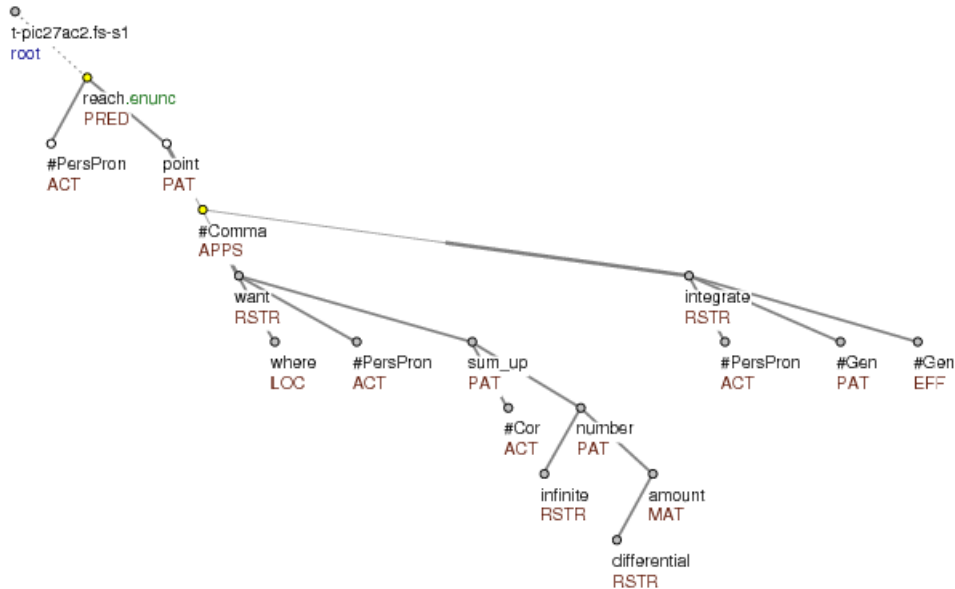 t-pic27ac2.fs-s1
root
reach.enunc
PRED
#PersPron point
ACT PAT
#Comma
APPS
want integrate
RSTR RSTR
where #PersPron sum_up #PersPron #Gen #Gen
LOC ACT PAT ACT PAT EFF
#Cor number
ACT PAT
infinite amount
RSTR MAT
differential
RSTR